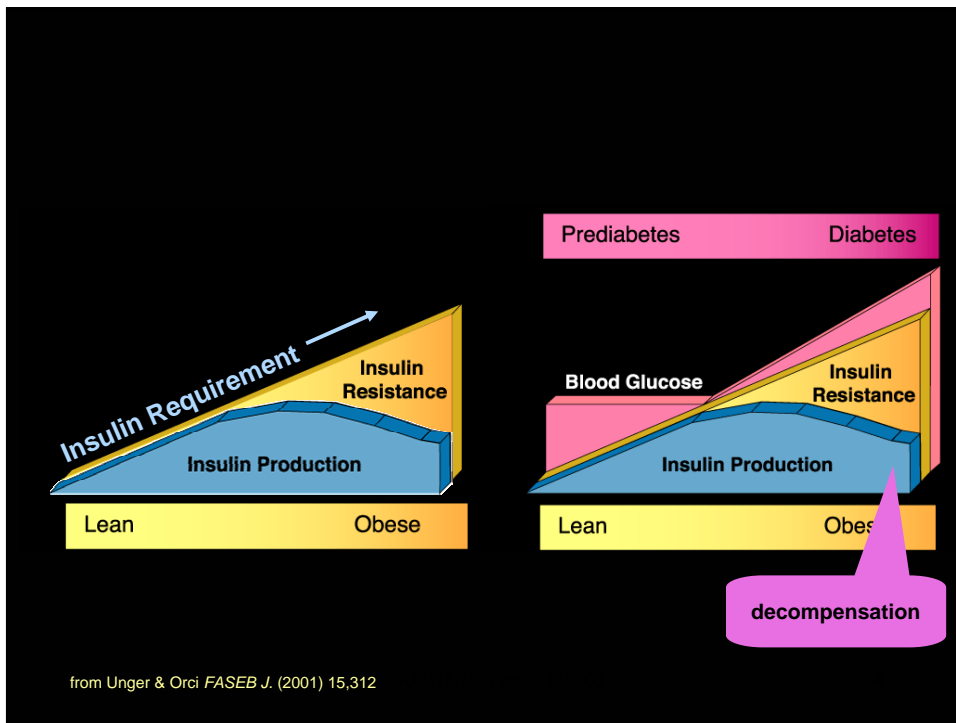 Insulin Requirement
Insulin
Resistance
Insulin Production
Lean Obese
Prediabetes Diabetes
Blood Glucose
Insulin
Resistance
Insulin Production
Lean Obes
decompensation
from Unger & Orci FASEB J. (2001) 15,312